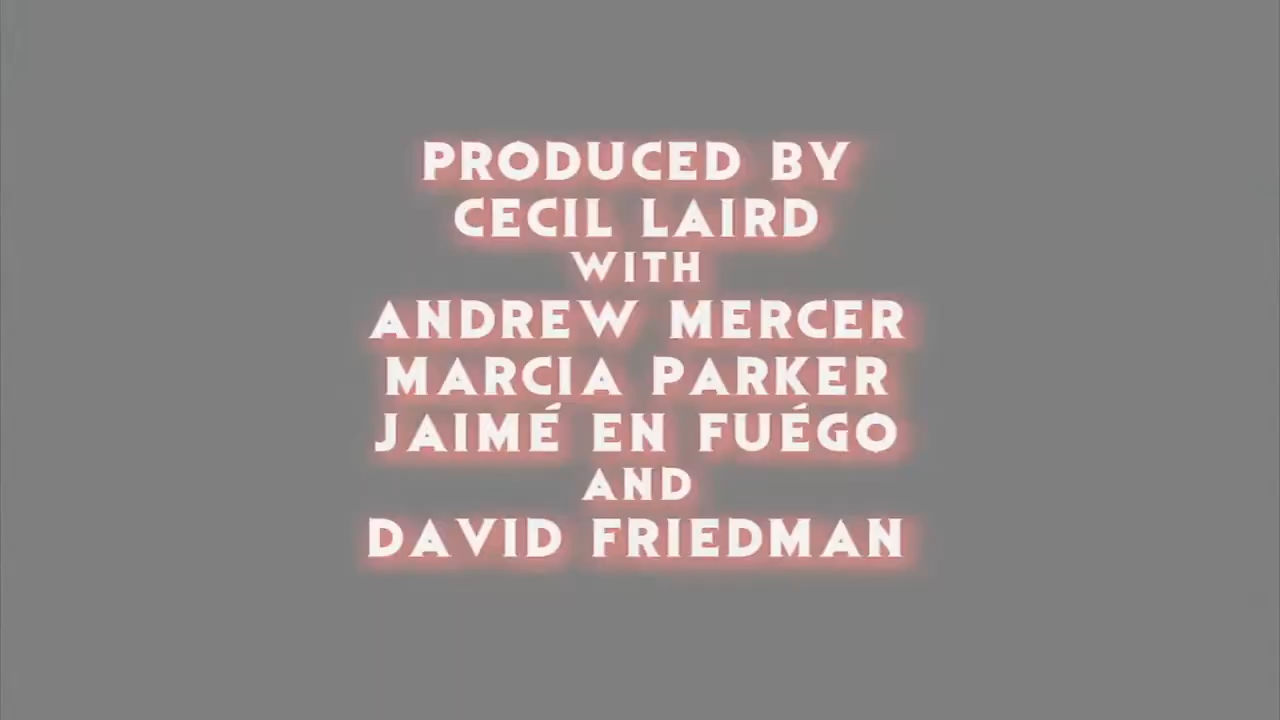 PRODUCED BY
CECIL LAIRD
WITH
ANDREW MERCER
MARCIA PARKER
JAIMÉ EN FUÉGO
AND
DAVID FRIEDMAN